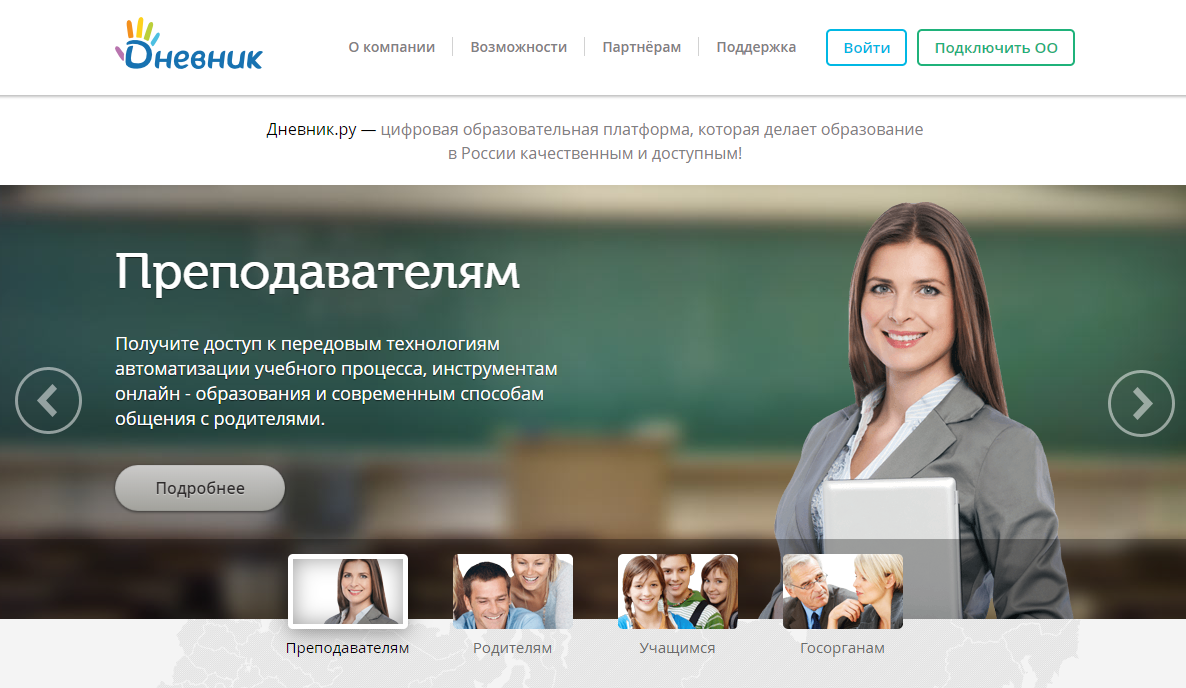 Дневник
О компании
Возможности
Партнёрам
Поддержка
Войти
Подключить ОО
Дневник.ру — цифровая образовательная платформа, которая делает образование
в России качественным и доступным!
Преподавателям
Получите доступ к передовым технологиям
автоматизации учебного процесса, инструментам
онлайн - образования и современным способам
общения с родителями.
Подробнее
Преподавателям
Родителям
Учащимся
Госорганам